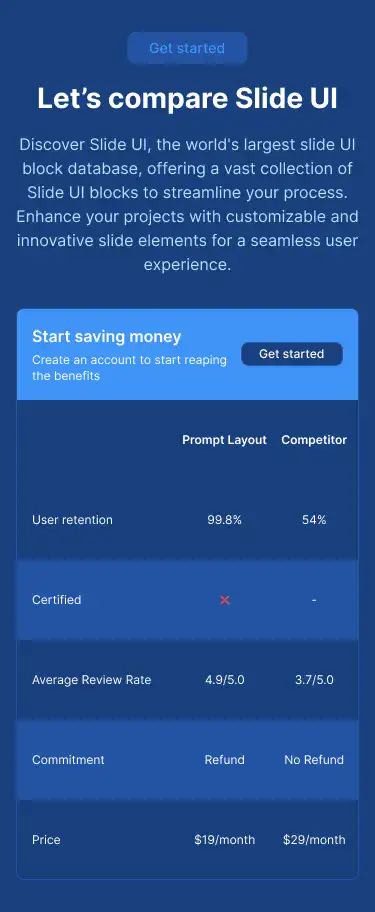 Get started
Let’s compare Slide UI
Discover Slide UI, the world's largest slide UI
block database, offering a vast collection of
Slide UI blocks to streamline your process.
Enhance your projects with customizable and
innovative slide elements for a seamless user
experience.
Start saving money
Create an account to start reaping
the benefits
Get started
Prompt Layout Competitor
User retention 99.8% 54%
Certified ❌ -
Average Review Rate 4.9/5.0 3.7/5.0
Commitment Refund No Refund
Price $19/month $29/month